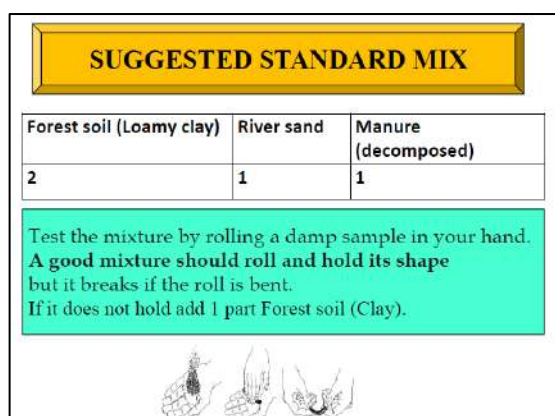 SUGGESTED STANDARD MIX
Forest soil (Loamy clay) River sand Manure
(decomposed)
2 1 1
Test the mixture by rolling a damp sample in your hand.
A good mixture should roll and hold its shape
but it breaks if the roll is bent.
If it does not hold add 1 part Forest soil (Clay).